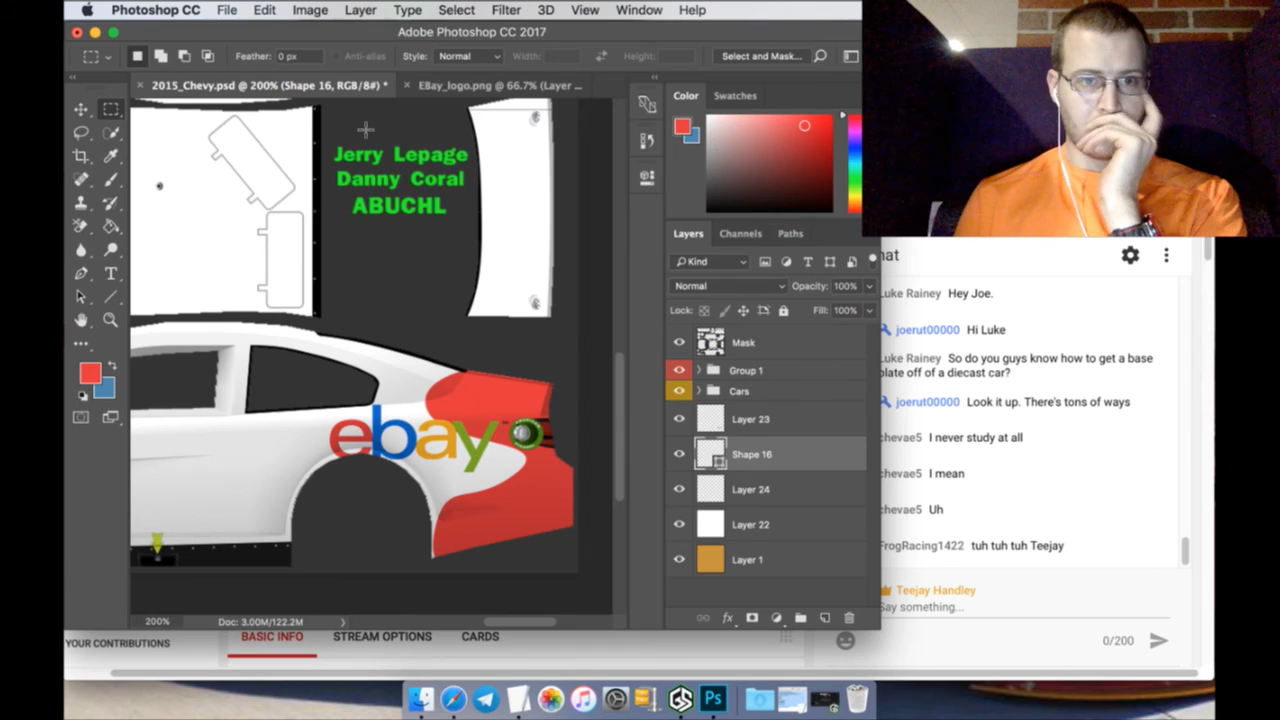 Photoshop CC File Edit Image Layer Type Select Filter 3D View Window Help
Adobe Photoshop CC 2017
Feather: 0 px Anti-alias Style: Normal Width: Height: Select and Mask...
2015_Chevy.psd @ 200% (Shape 16, RGB/8#) * EBay_logo.png @ 66.7% (Layer ...
Jerry Lepage
Danny Coral
ABUCHL
ebay
200% Doc: 3.00M/122.2M
Color Swatches
Layers Channels Paths
Kind
Normal Opacity: 100%
Lock: Fill: 100%
Mask
Group 1
Cars
Layer 23
Shape 16
Layer 24
Layer 22
Layer 1
fx
hat
Luke Rainey Hey Joe.
joerut00000 Hi Luke
Luke Rainey So do you guys know how to get a base
plate off of a diecast car?
joerut00000 Look it up. There's tons of ways
chevae5 I never study at all
chevae5 I mean
chevae5 Uh
FrogRacing1422 tuh tuh tuh Teejay
Teejay Handley
Say something...
0/200
YOUR CONTRIBUTIONS BASIC INFO STREAM OPTIONS CARDS
Ps